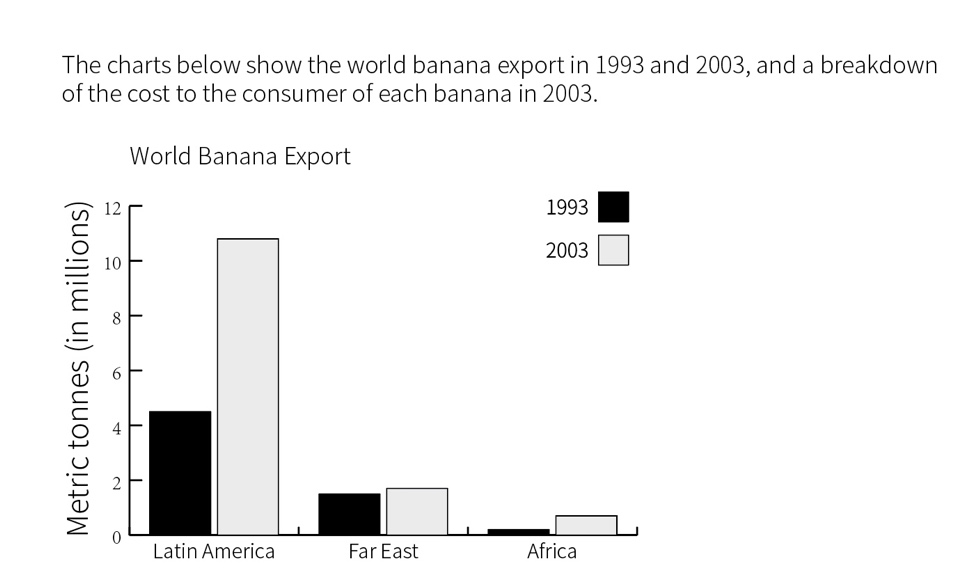 The charts below show the world banana export in 1993 and 2003, and a breakdown
of the cost to the consumer of each banana in 2003.
World Banana Export
1993
2003
Metric tonnes (in millions)
12
10
8
6
4
2
0
Latin America
Far East
Africa